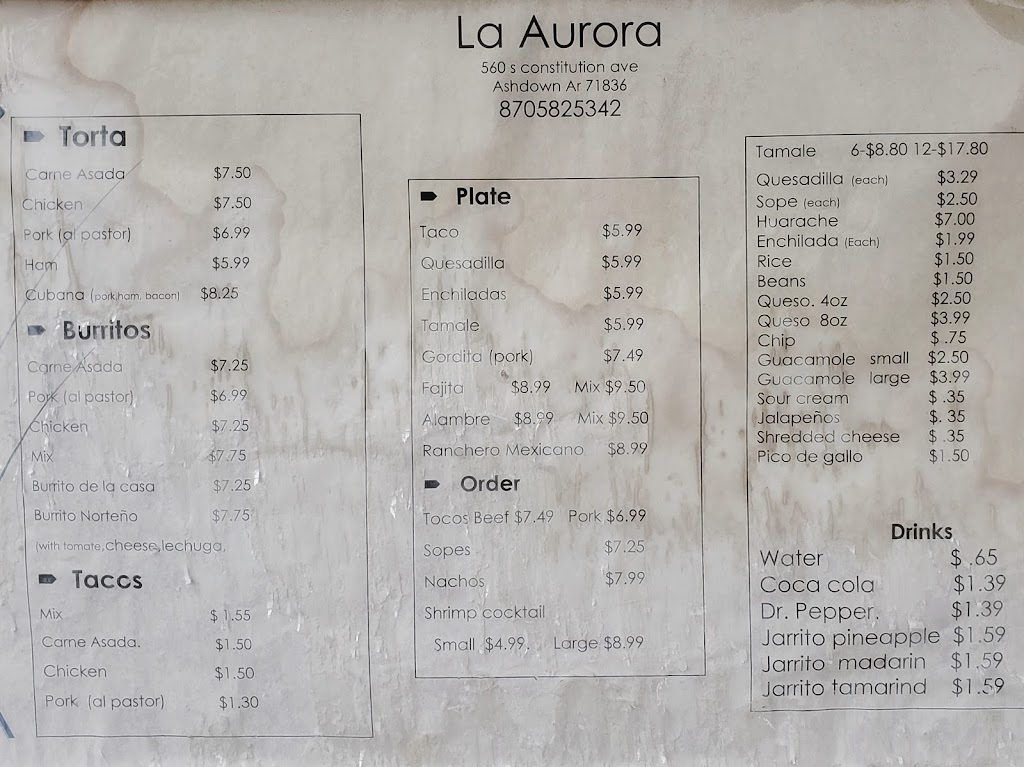 La Aurora
560 s constitution ave
Ashdown Ar 71836
8705825342
Torta
Carne Asada $7.50
Chicken $7.50
Pork (al pastor) $6.99
Ham $5.99
Cubana (pork,ham. bacon) $8.25
Burritos
Carne Asada $7.25
Pork (al pastor) $6.99
Chicken $7.25
Mix $7.75
Burrito de la casa $7.25
Burrito Norteño $7.75
(with tomate,cheese,lechuga,
Tacos
Mix $ 1.55
Carne Asada. $1.50
Chicken $1.50
Pork (al pastor) $1.30
Plate
Taco $5.99
Quesadilla $5.99
Enchiladas $5.99
Tamale $5.99
Gordita (pork) $7.49
Fajita $8.99 Mix $9.50
Alambre $8.99 Mix $9.50
Ranchero Mexicano $8.99
Order
Tocos Beef $7.49 Pork $6.99
Sopes $7.25
Nachos $7.99
Shrimp cocktail
Small $4.99. Large $8.99
Tamale 6-$8.80 12-$17.80
Quesadilla (each) $3.29
Sope (each) $2.50
Huarache $7.00
Enchilada (Each) $1.99
Rice $1.50
Beans $1.50
Queso. 4oz $2.50
Queso 8oz $3.99
Chip $ .75
Guacamole small $2.50
Guacamole large $3.99
Sour cream $ .35
Jalapeños $. 35
Shredded cheese $ .35
Pico de gallo $1.50
Drinks
Water $ .65
Coca cola $1.39
Dr. Pepper. $1.39
Jarrito pineapple $1.59
Jarrito madarin $1.59
Jarrito tamarind $1.59